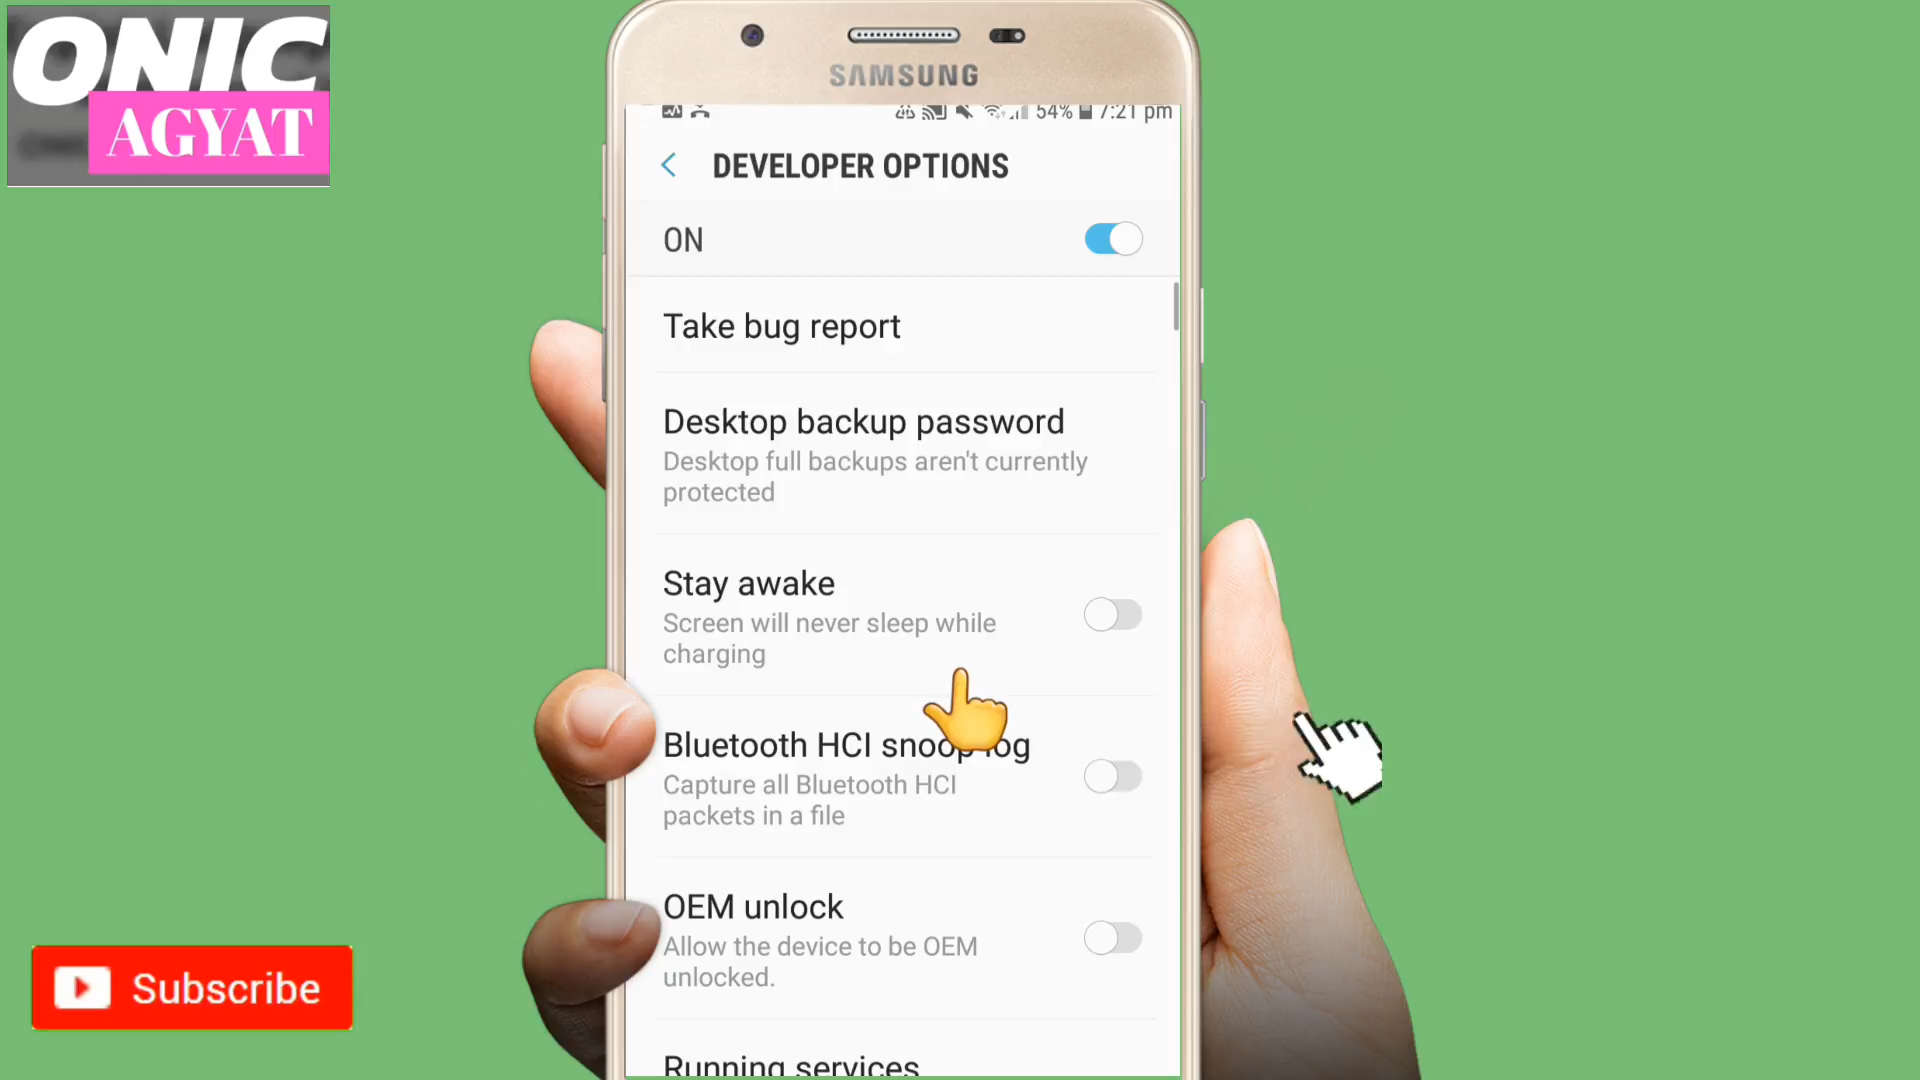 ONIC
AGYAT
SAMSUNG
54% 7:21 pm
DEVELOPER OPTIONS
ON
Take bug report
Desktop backup password
Desktop full backups aren't currently
protected
Stay awake
Screen will never sleep while
charging
Bluetooth HCI snoop log
Capture all Bluetooth HCI
packets in a file
OEM unlock
Allow the device to be OEM
unlocked.
Running services
Subscribe